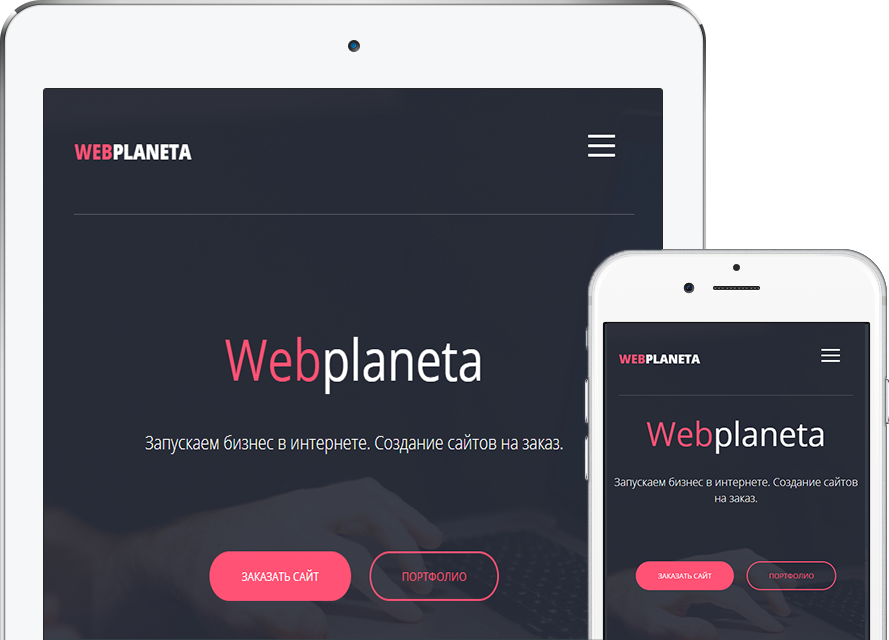 WEBPLANETA
Webplaneta
Запускаем бизнес в интернете. Создание сайтов на заказ.
ЗАКАЗАТЬ САЙТ
ПОРТФОЛИО
WEBPLANETA
Webplaneta
Запускаем бизнес в интернете. Создание сайтов
на заказ.
ЗАКАЗАТЬ САЙТ
ПОРТФОЛИО